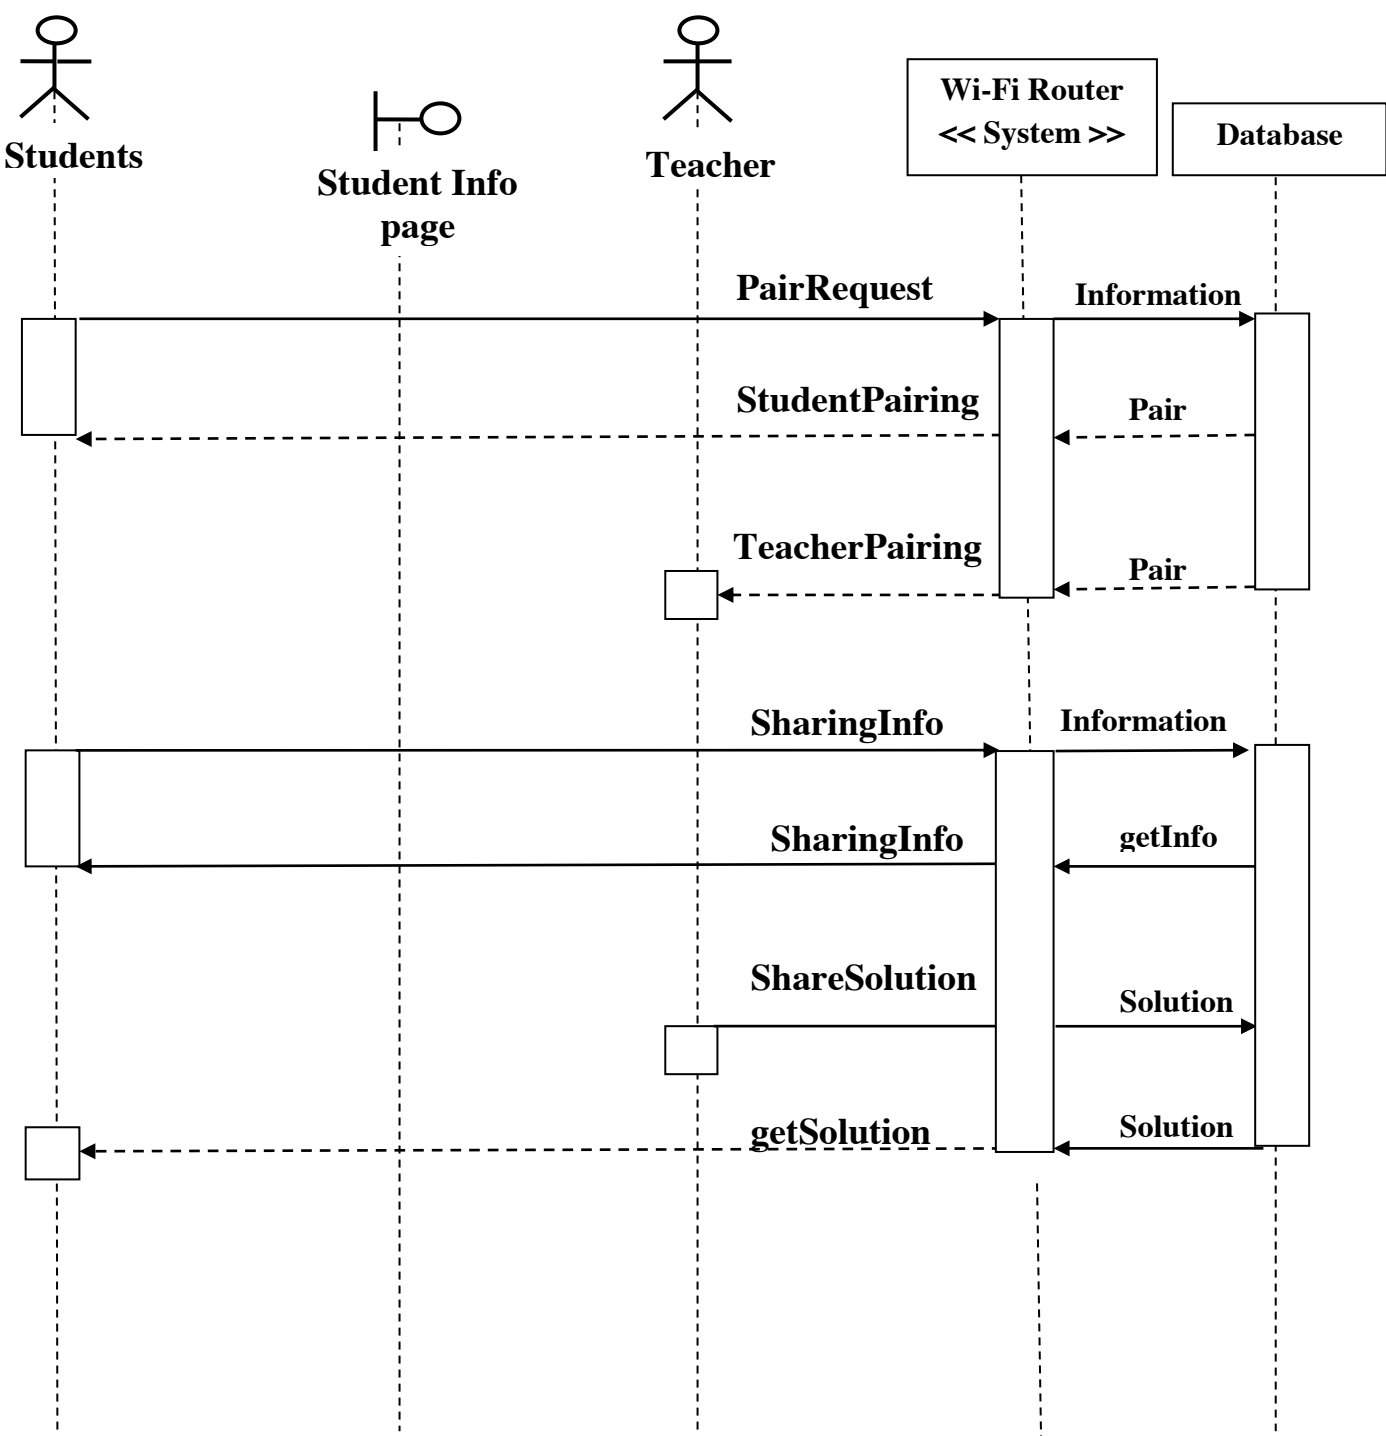 Wi-Fi Router
<< System >>
Database
Students
Teacher
Student Info
page
PairRequest
Information
StudentPairing
Pair
TeacherPairing
Pair
SharingInfo
Information
SharingInfo
getInfo
ShareSolution
Solution
getSolution
Solution